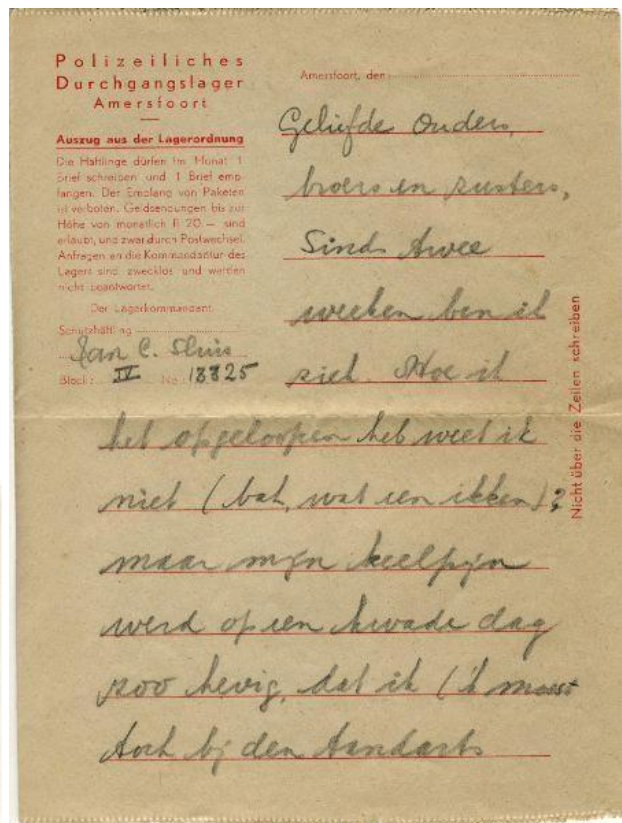 Polizeiliches
Durchgangslager
Amersfoort
Auszug aus der Lagerordnung
Die Häftlinge dürfen im Monat 1
Brief schreiben und 1 Brief emp-
fangen. Der Empfang von Paketen
ist verboten. Geldsendungen bis zur
Höhe von monatlich fl 20.— sind
erlaubt, und zwar durch Postwechsel.
Anfragen an die Kommandantur des
Lagers sind zwecklos und werden
nicht beantwortet.
Der Lagerkommandant.
Schutzhäftling
Jan C. Sluis
Block: IV No: 13325
Amersfoort, den
Geliefde Ouders,
broers en zusters,
Sinds twee
weeken ben ik
ziek. Hoe ik
het opgeloopen heb weet ik
niet (bah, wat een ikken)?
maar mijn keelpijn
werd op een kwade dag
zoo hevig, dat ik (ik moest
toch bij den tandarts
Nicht über die Zeilen schreiben